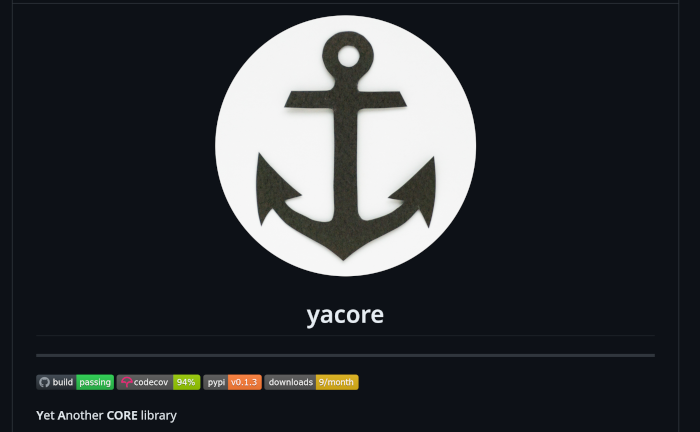 yacore
build passing codecov 94% pypi v0.1.3 downloads 9/month
Yet Another CORE library